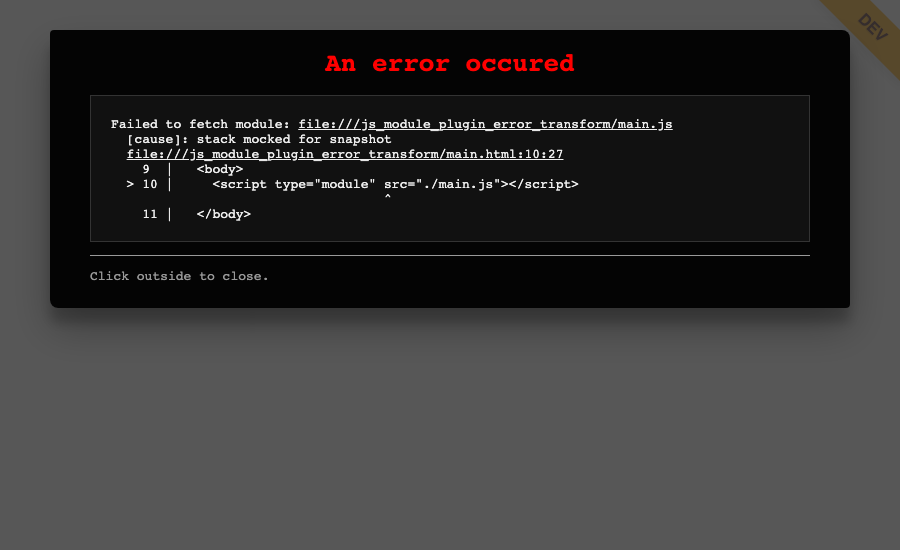 DEV
An error occured
Failed to fetch module: file:///js_module_plugin_error_transform/main.js
[cause]: stack mocked for snapshot
file:///js_module_plugin_error_transform/main.html:10:27
9 |   <body>
> 10 |     <script type="module" src="./main.js"></script>
^
11 |   </body>
Click outside to close.